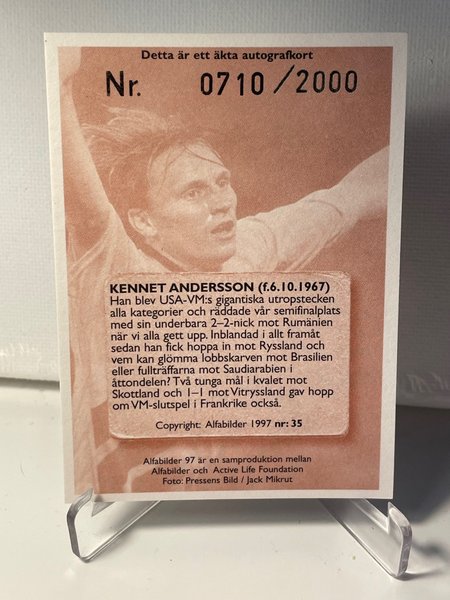 Detta är ett äkta autografkort
Nr. 0710/2000
KENNET ANDERSSON (f.6.10.1967)
Han blev USA-VM:s gigantiska utropstecken
alla kategorier och räddade vår semifinalplats
med sin underbara 2–2-nick mot Rumänien
när vi alla gett upp. Inblandad i allt framåt
sedan han fick hoppa in mot Ryssland och
vem kan glömma lobbskarven mot Brasilien
eller fullträffarna mot Saudiarabien i
åttondelen? Två tunga mål i kvalet mot
Skottland och 1–1 mot Vitryssland gav hopp
om VM-slutspel i Frankrike också.
Copyright: Alfabilder 1997 nr: 35
Alfabilder 97 är en samproduktion mellan
Alfabilder och Active Life Foundation
Foto: Pressens Bild / Jack Mikrut